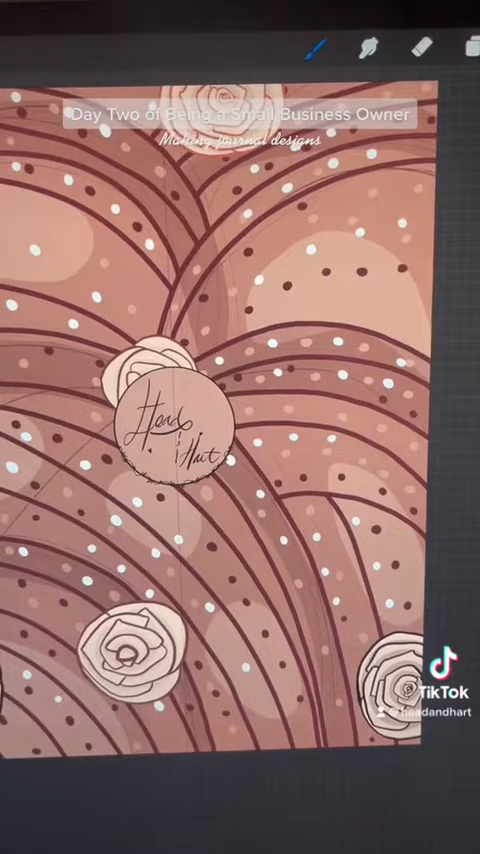 Day Two of Being a Small Business Owner
Making journal designs
Head
& Hart
TikTok
@headandhart